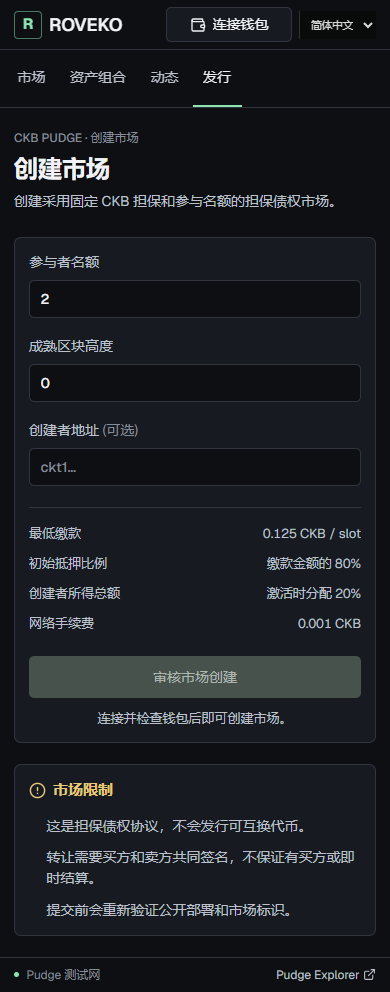 R ROVEKO 连接钱包 简体中文
市场 资产组合 动态 发行
CKB PUDGE · 创建市场
创建市场
创建采用固定 CKB 担保和参与名额的担保债权市场。
参与者名额
2
成熟区块高度
0
创建者地址 (可选)
ckt1...
最低缴款 0.125 CKB / slot
初始抵押比例 缴款金额的 80%
创建者所得总额 激活时分配 20%
网络手续费 0.001 CKB
审核市场创建
连接并检查钱包后即可创建市场。
市场限制
这是担保债权协议，不会发行可互换代币。
转让需要买方和卖方共同签名，不保证有买方或即
时结算。
提交前会重新验证公开部署和市场标识。
Pudge 测试网 Pudge Explorer